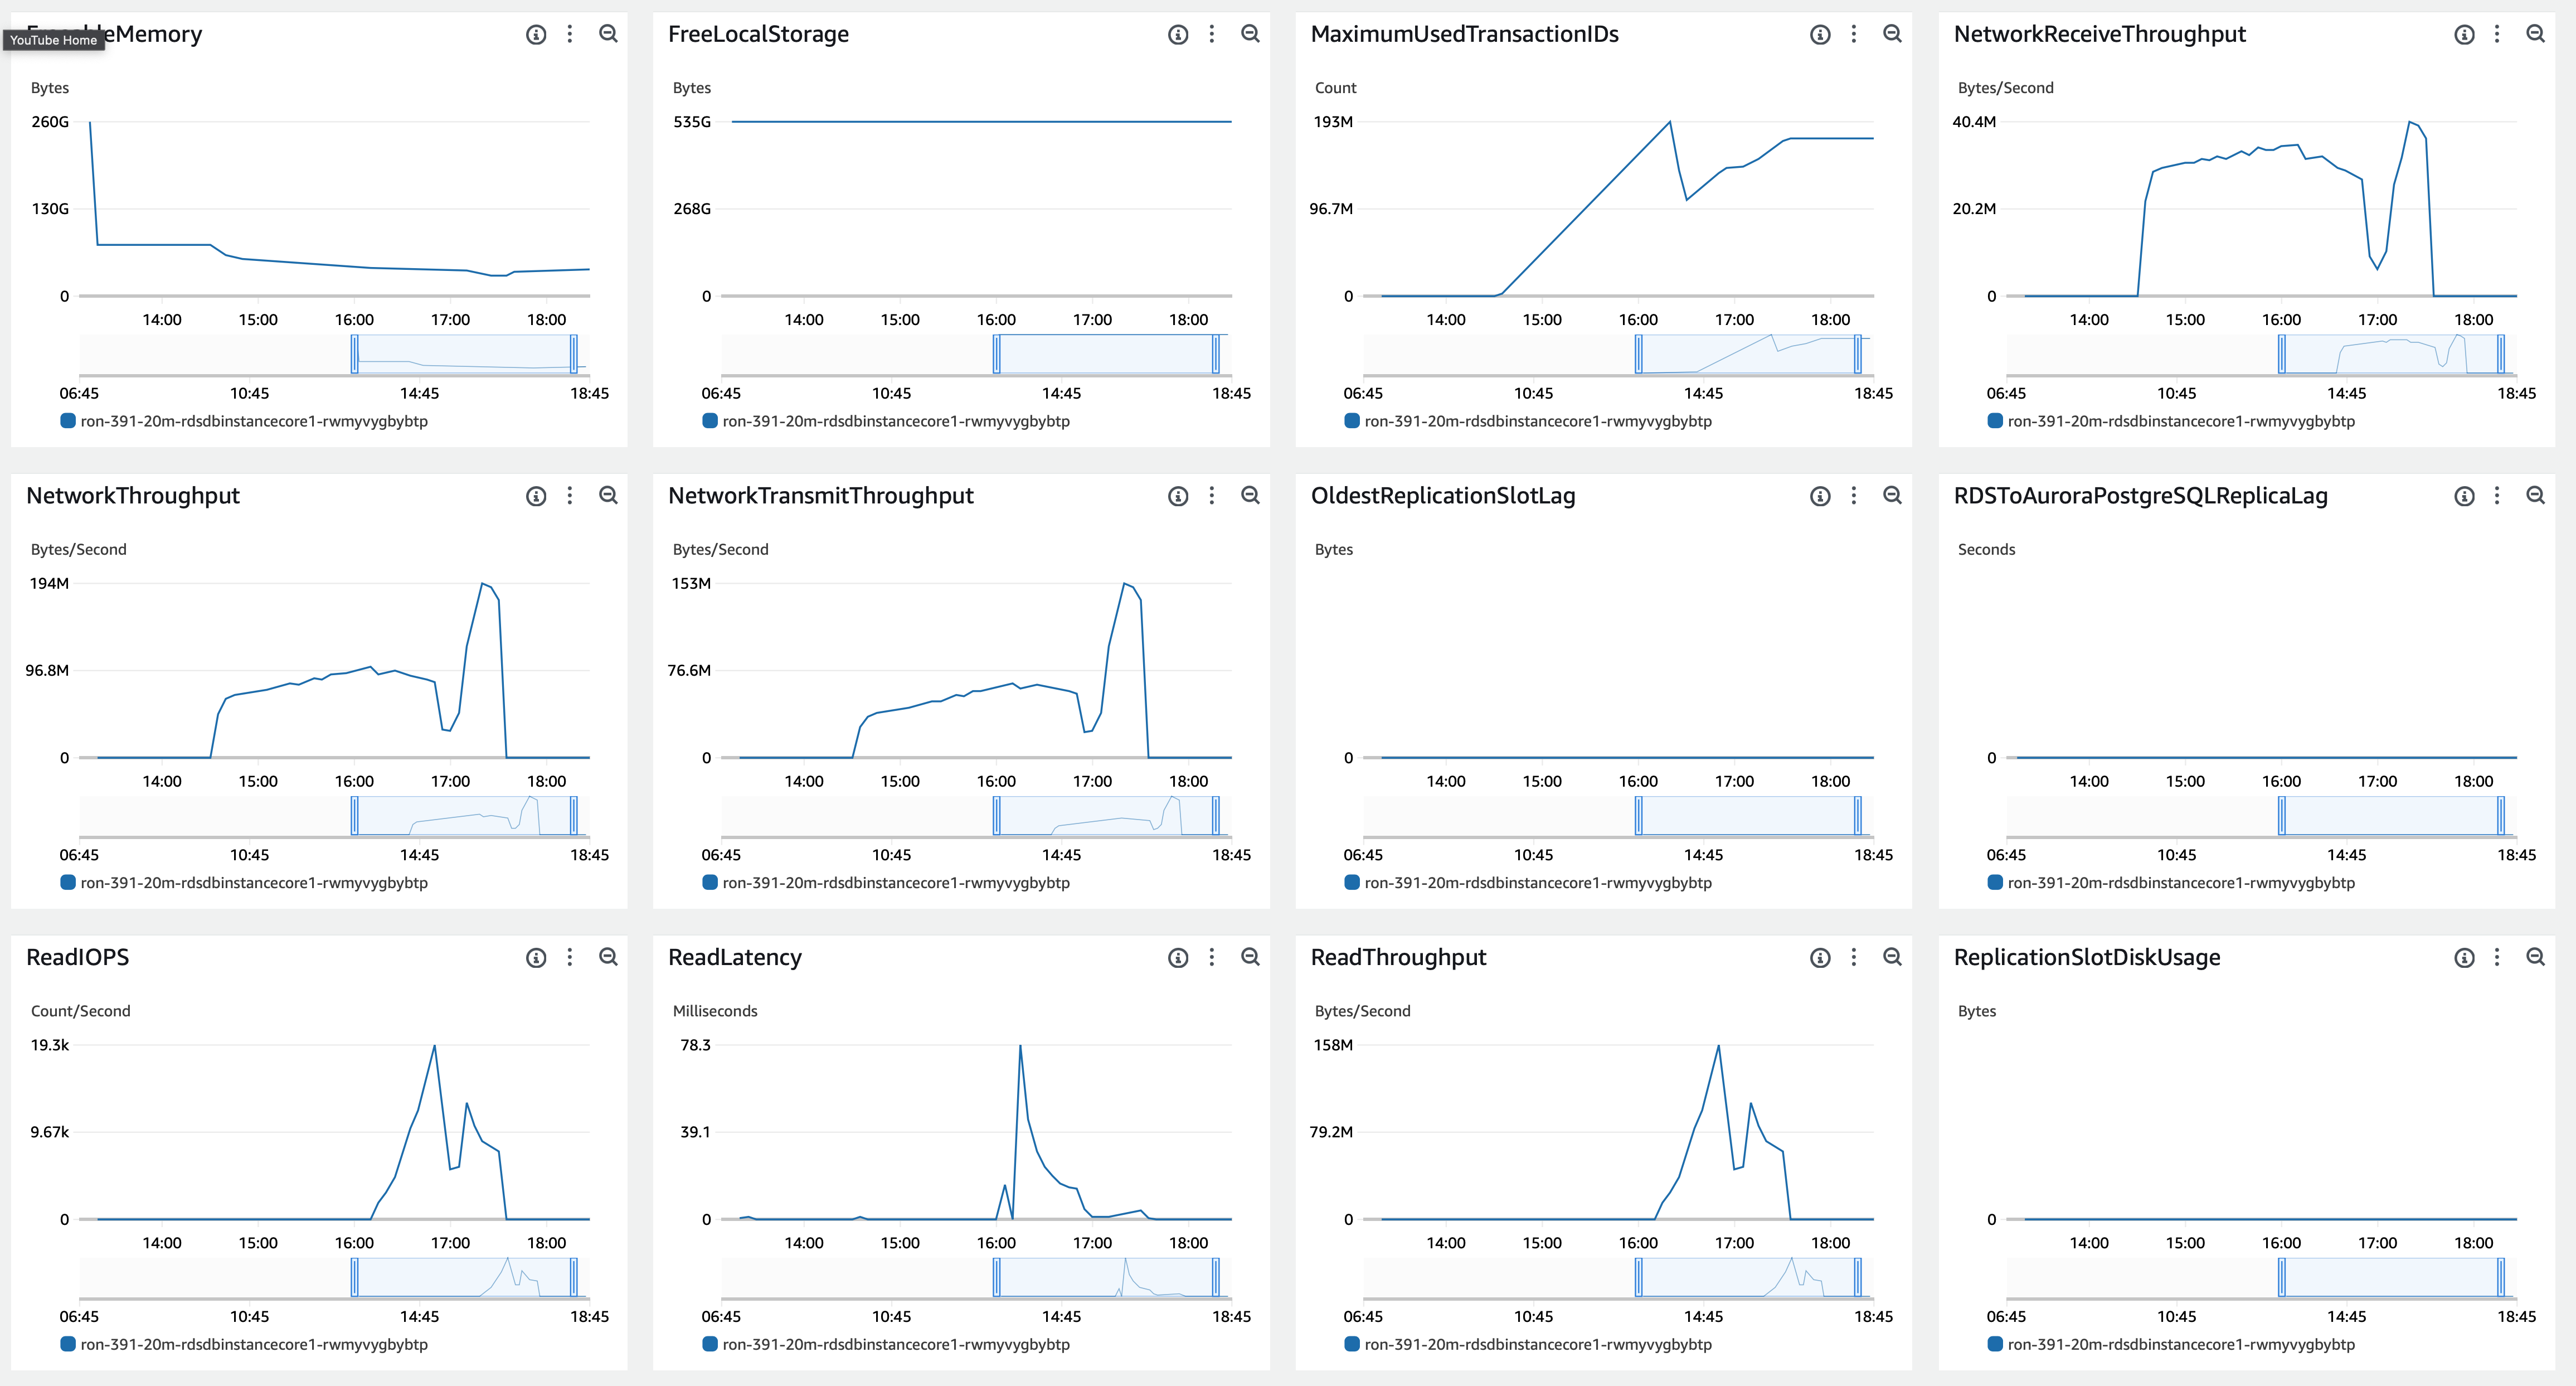 YouTube Home
eMemory
Bytes
260G
130G
0
14:00 15:00 16:00 17:00 18:00
06:45 10:45 14:45 18:45
ron-391-20m-rdsdbinstancecore1-rwmyvygbybtp
FreeLocalStorage
Bytes
535G
268G
0
14:00 15:00 16:00 17:00 18:00
06:45 10:45 14:45 18:45
ron-391-20m-rdsdbinstancecore1-rwmyvygbybtp
MaximumUsedTransactionIDs
Count
193M
96.7M
0
14:00 15:00 16:00 17:00 18:00
06:45 10:45 14:45 18:45
ron-391-20m-rdsdbinstancecore1-rwmyvygbybtp
NetworkReceiveThroughput
Bytes/Second
40.4M
20.2M
0
14:00 15:00 16:00 17:00 18:00
06:45 10:45 14:45 18:45
ron-391-20m-rdsdbinstancecore1-rwmyvygbybtp
NetworkThroughput
Bytes/Second
194M
96.8M
0
14:00 15:00 16:00 17:00 18:00
06:45 10:45 14:45 18:45
ron-391-20m-rdsdbinstancecore1-rwmyvygbybtp
NetworkTransmitThroughput
Bytes/Second
153M
76.6M
0
14:00 15:00 16:00 17:00 18:00
06:45 10:45 14:45 18:45
ron-391-20m-rdsdbinstancecore1-rwmyvygbybtp
OldestReplicationSlotLag
Bytes
0
14:00 15:00 16:00 17:00 18:00
06:45 10:45 14:45 18:45
ron-391-20m-rdsdbinstancecore1-rwmyvygbybtp
RDSToAuroraPostgreSQLReplicaLag
Seconds
0
14:00 15:00 16:00 17:00 18:00
06:45 10:45 14:45 18:45
ron-391-20m-rdsdbinstancecore1-rwmyvygbybtp
ReadIOPS
Count/Second
19.3k
9.67k
0
14:00 15:00 16:00 17:00 18:00
06:45 10:45 14:45 18:45
ron-391-20m-rdsdbinstancecore1-rwmyvygbybtp
ReadLatency
Milliseconds
78.3
39.1
0
14:00 15:00 16:00 17:00 18:00
06:45 10:45 14:45 18:45
ron-391-20m-rdsdbinstancecore1-rwmyvygbybtp
ReadThroughput
Bytes/Second
158M
79.2M
0
14:00 15:00 16:00 17:00 18:00
06:45 10:45 14:45 18:45
ron-391-20m-rdsdbinstancecore1-rwmyvygbybtp
ReplicationSlotDiskUsage
Bytes
0
14:00 15:00 16:00 17:00 18:00
06:45 10:45 14:45 18:45
ron-391-20m-rdsdbinstancecore1-rwmyvygbybtp